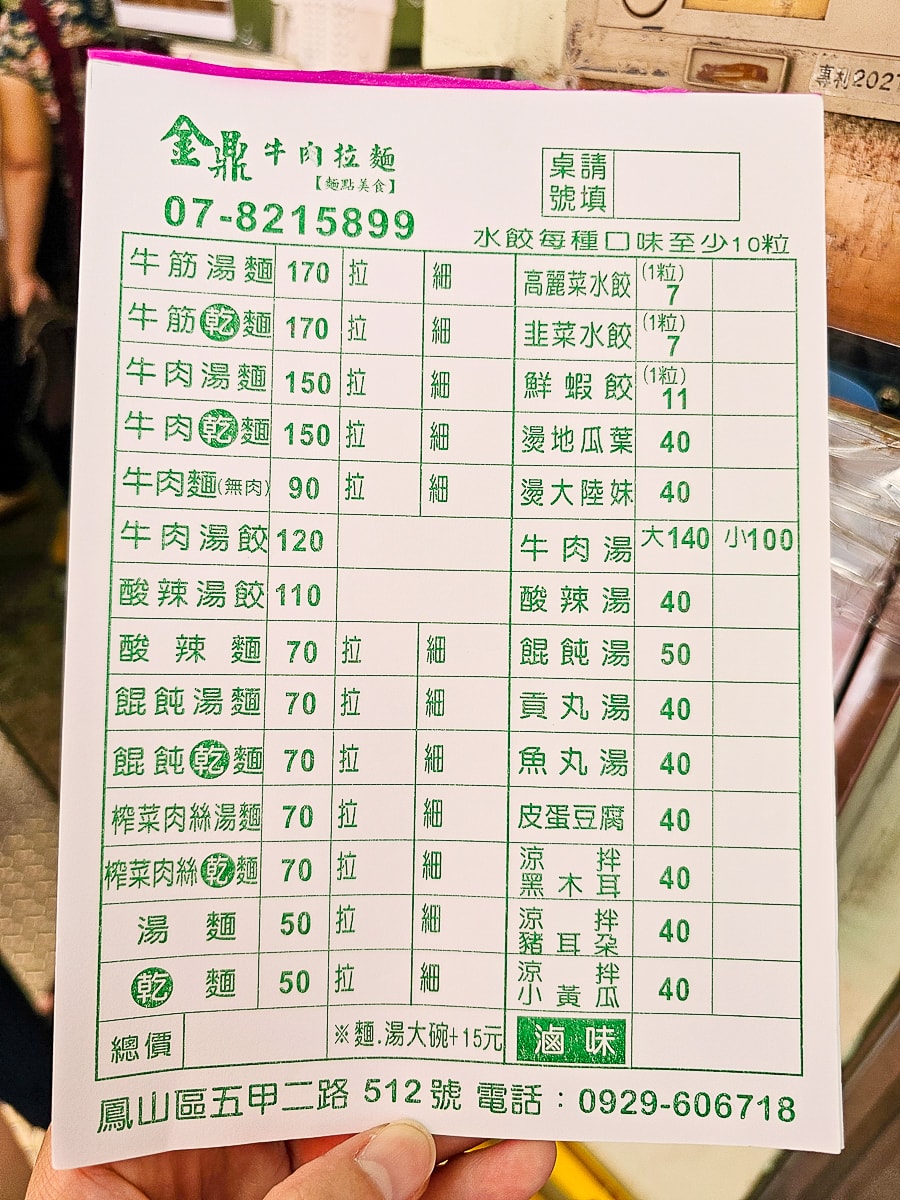 專利2027
金鼎牛肉拉麵
【麵點美食】
07-8215899
桌請
號填
水餃每種口味至少10粒
牛筋湯麵 170 拉 細 高麗菜水餃 (1粒) 7
牛筋乾麵 170 拉 細 韭菜水餃 (1粒) 7
牛肉湯麵 150 拉 細 鮮蝦餃 (1粒) 11
牛肉乾麵 150 拉 細 燙地瓜葉 40
牛肉麵(無肉) 90 拉 細 燙大陸妹 40
牛肉湯餃 120 牛肉湯 大140 小100
酸辣湯餃 110 酸辣湯 40
酸辣麵 70 拉 細 餛飩湯 50
餛飩湯麵 70 拉 細 貢丸湯 40
餛飩乾麵 70 拉 細 魚丸湯 40
榨菜肉絲湯麵 70 拉 細 皮蛋豆腐 40
榨菜肉絲乾麵 70 拉 細 涼拌黑木耳 40
湯麵 50 拉 細 涼拌豬耳朶 40
乾麵 50 拉 細 涼拌小黃瓜 40
總價 ※麵.湯大碗+15元 滷味
鳳山區五甲二路 512號 電話：0929-606718